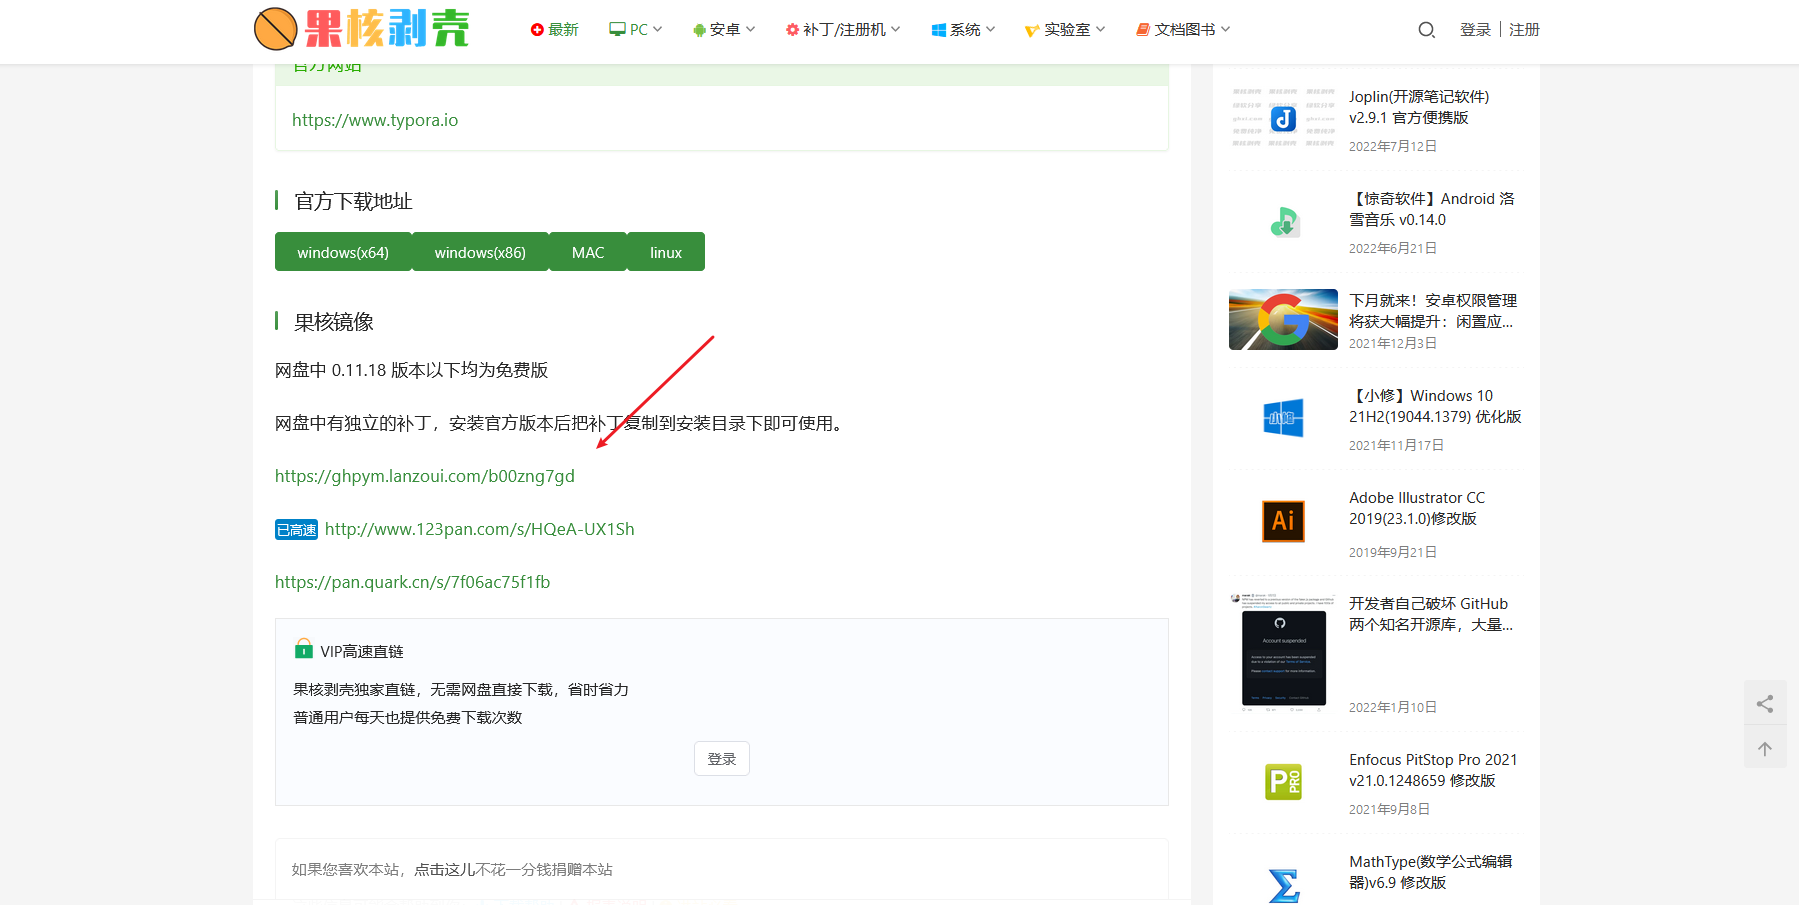 果核剥壳
最新
PC
安卓
补丁/注册机
系统
实验室
文档图书
登录
注册
官方网站
https://www.typora.io
官方下载地址
windows(x64)
windows(x86)
MAC
linux
果核镜像
网盘中 0.11.18 版本以下均为免费版
网盘中有独立的补丁，安装官方版本后把补丁复制到安装目录下即可使用。
https://ghpym.lanzoui.com/b00zng7gd
已高速 http://www.123pan.com/s/HQeA-UX1Sh
https://pan.quark.cn/s/7f06ac75f1fb
VIP高速直链
果核剥壳独家直链，无需网盘直接下载，省时省力
普通用户每天也提供免费下载次数
登录
如果您喜欢本站，点击这儿不花一分钱捐赠本站
Joplin(开源笔记软件)
v2.9.1 官方便携版
2022年7月12日
【惊奇软件】Android 洛
雪音乐 v0.14.0
2022年6月21日
下月就来！安卓权限管理
将获大幅提升：闲置应...
2021年12月3日
小修
【小修】Windows 10
21H2(19044.1379) 优化版
2021年11月17日
Ai
Adobe Illustrator CC
2019(23.1.0)修改版
2019年9月21日
Account suspended
开发者自己破坏 GitHub
两个知名开源库，大量...
2022年1月10日
P PRO
Enfocus PitStop Pro 2021
v21.0.1248659 修改版
2021年9月8日
MathType(数学公式编辑
器)v6.9 修改版